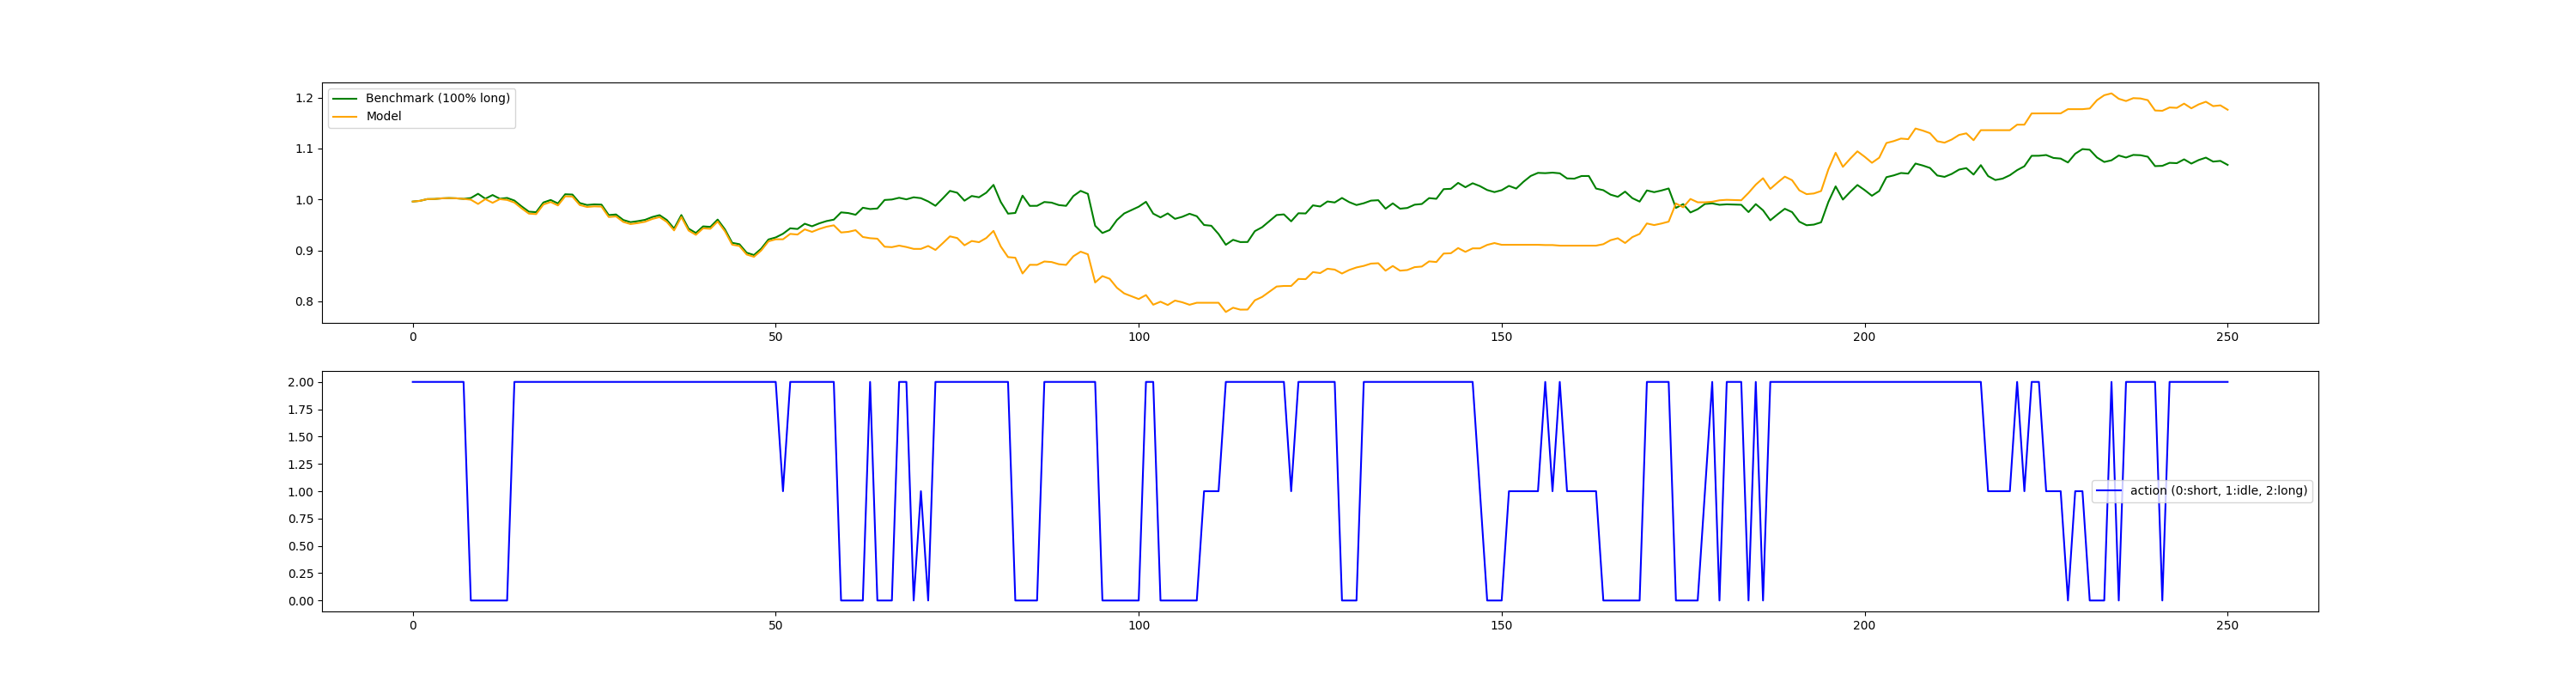 Benchmark (100% long)
Model
1.2
1.1
1.0
0.9
0.8
0 50 100 150 200 250
2.00
1.75
1.50
1.25
1.00
0.75
0.50
0.25
0.00
action (0:short, 1:idle, 2:long)
0 50 100 150 200 250